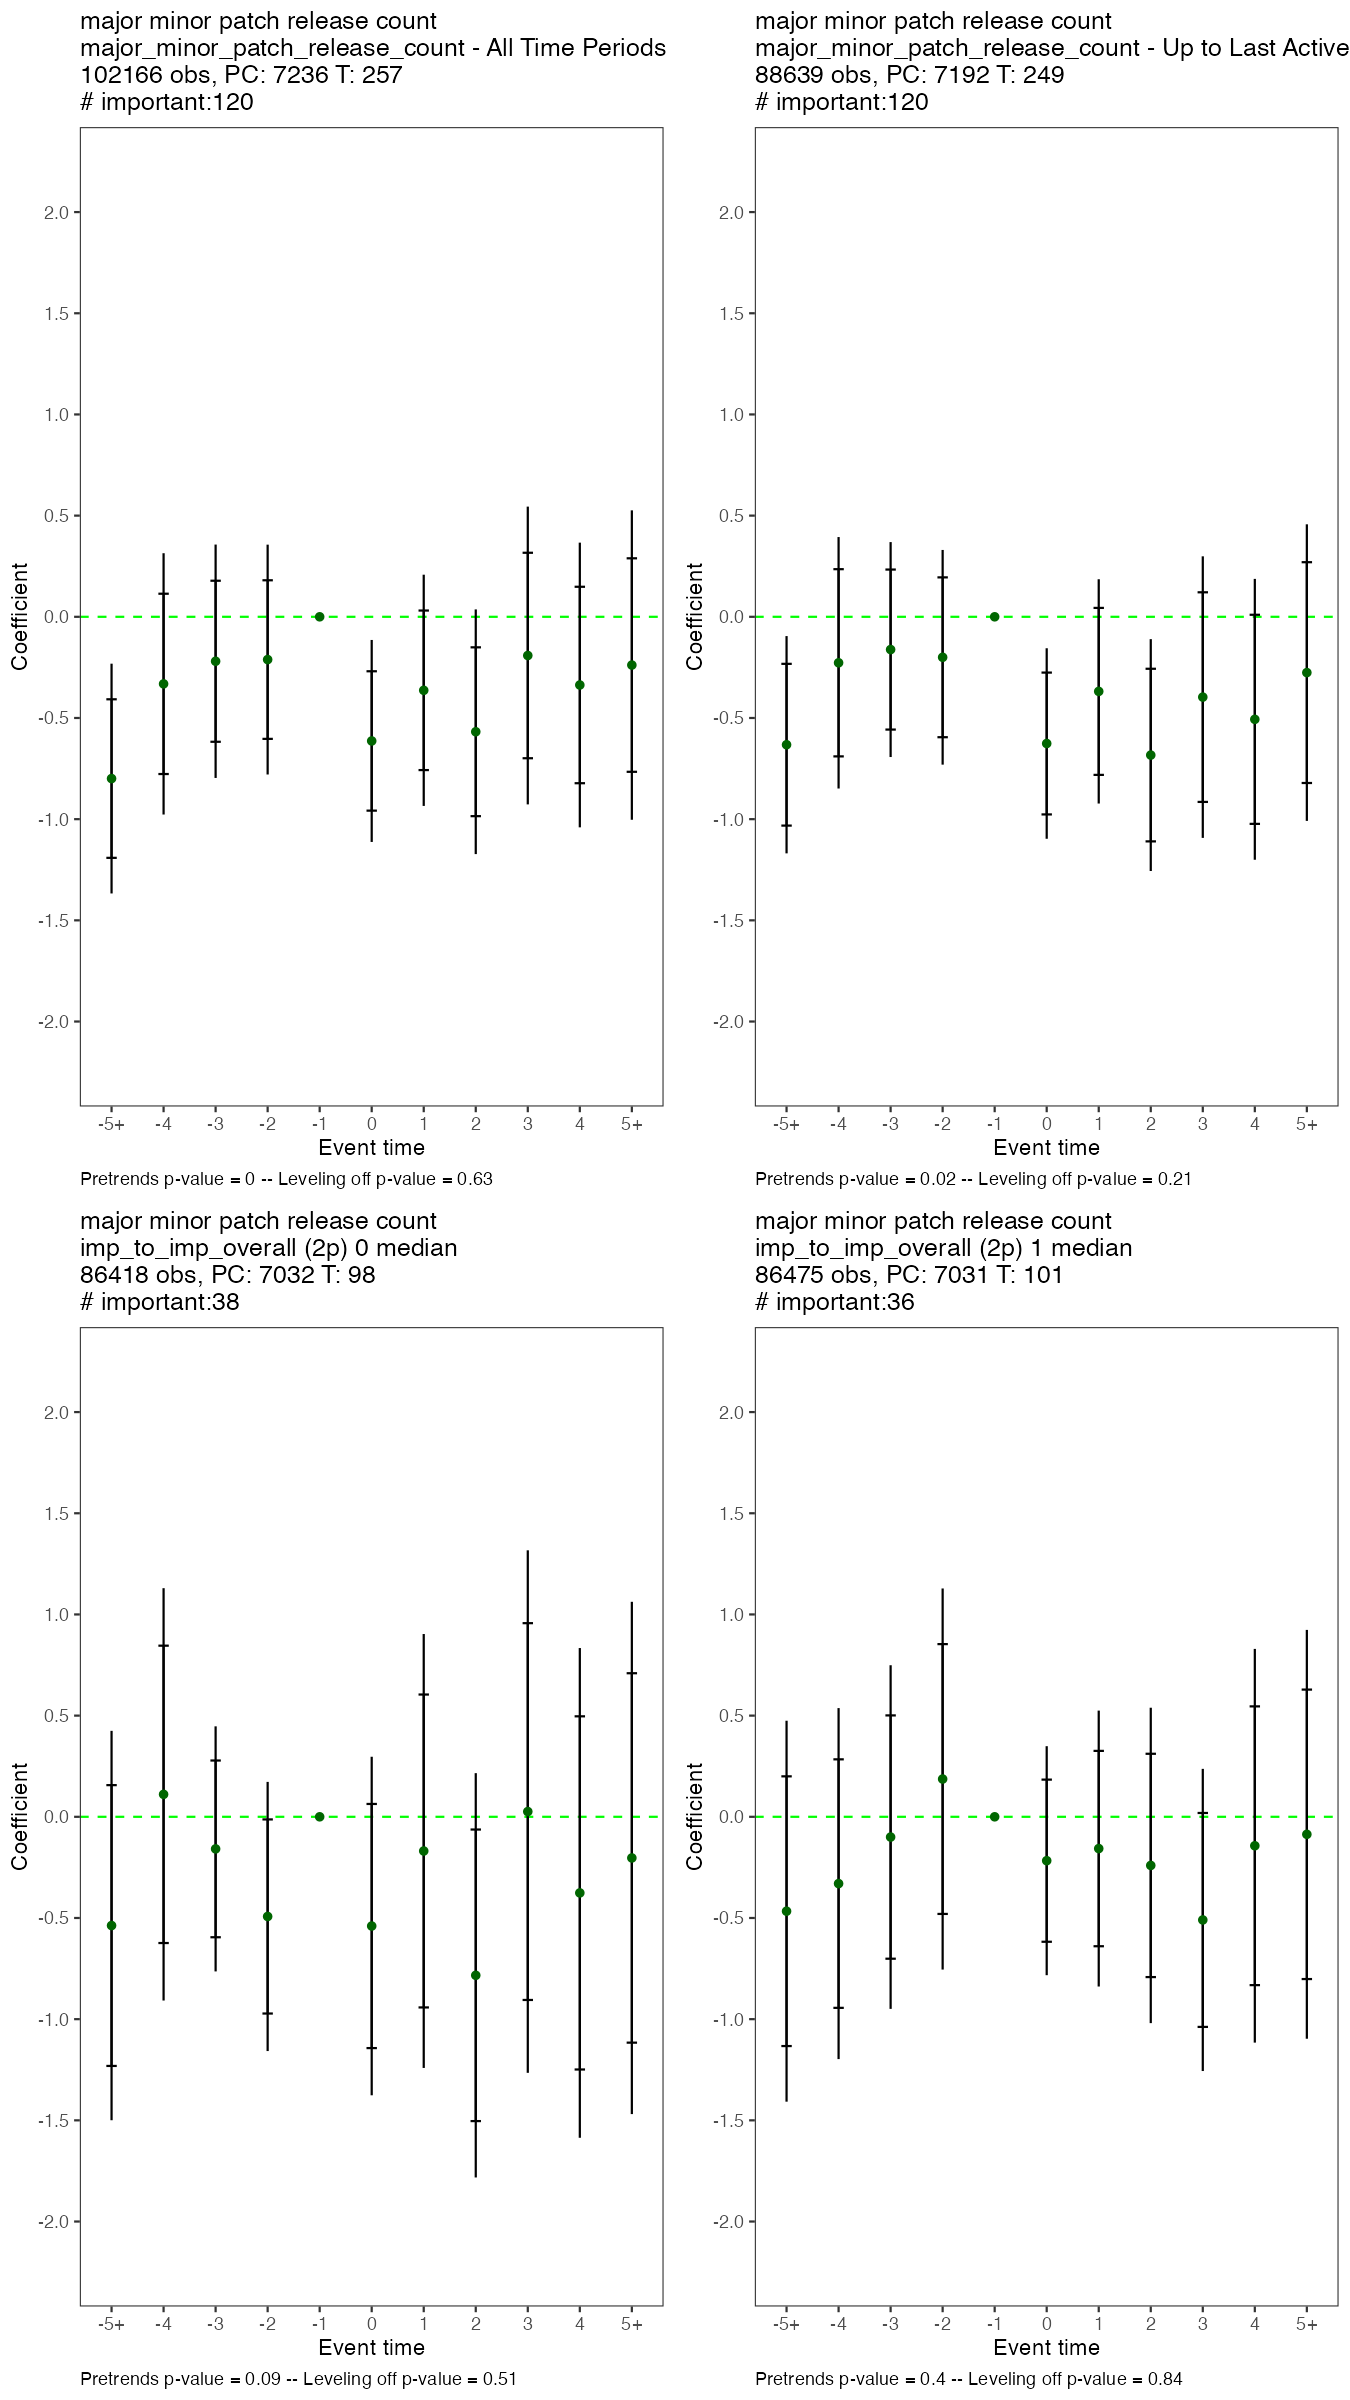 major minor patch release count
major_minor_patch_release_count - All Time Periods
102166 obs, PC: 7236 T: 257
# important:120
2.0
1.5
1.0
0.5
0.0
-0.5
-1.0
-1.5
-2.0
Coefficient
-5+ -4 -3 -2 -1 0 1 2 3 4 5+
Event time
Pretrends p-value = 0 -- Leveling off p-value = 0.63
major minor patch release count
major_minor_patch_release_count - Up to Last Active
88639 obs, PC: 7192 T: 249
# important:120
2.0
1.5
1.0
0.5
0.0
-0.5
-1.0
-1.5
-2.0
Coefficient
-5+ -4 -3 -2 -1 0 1 2 3 4 5+
Event time
Pretrends p-value = 0.02 -- Leveling off p-value = 0.21
major minor patch release count
imp_to_imp_overall (2p) 0 median
86418 obs, PC: 7032 T: 98
# important:38
2.0
1.5
1.0
0.5
0.0
-0.5
-1.0
-1.5
-2.0
Coefficient
-5+ -4 -3 -2 -1 0 1 2 3 4 5+
Event time
Pretrends p-value = 0.09 -- Leveling off p-value = 0.51
major minor patch release count
imp_to_imp_overall (2p) 1 median
86475 obs, PC: 7031 T: 101
# important:36
2.0
1.5
1.0
0.5
0.0
-0.5
-1.0
-1.5
-2.0
Coefficient
-5+ -4 -3 -2 -1 0 1 2 3 4 5+
Event time
Pretrends p-value = 0.4 -- Leveling off p-value = 0.84